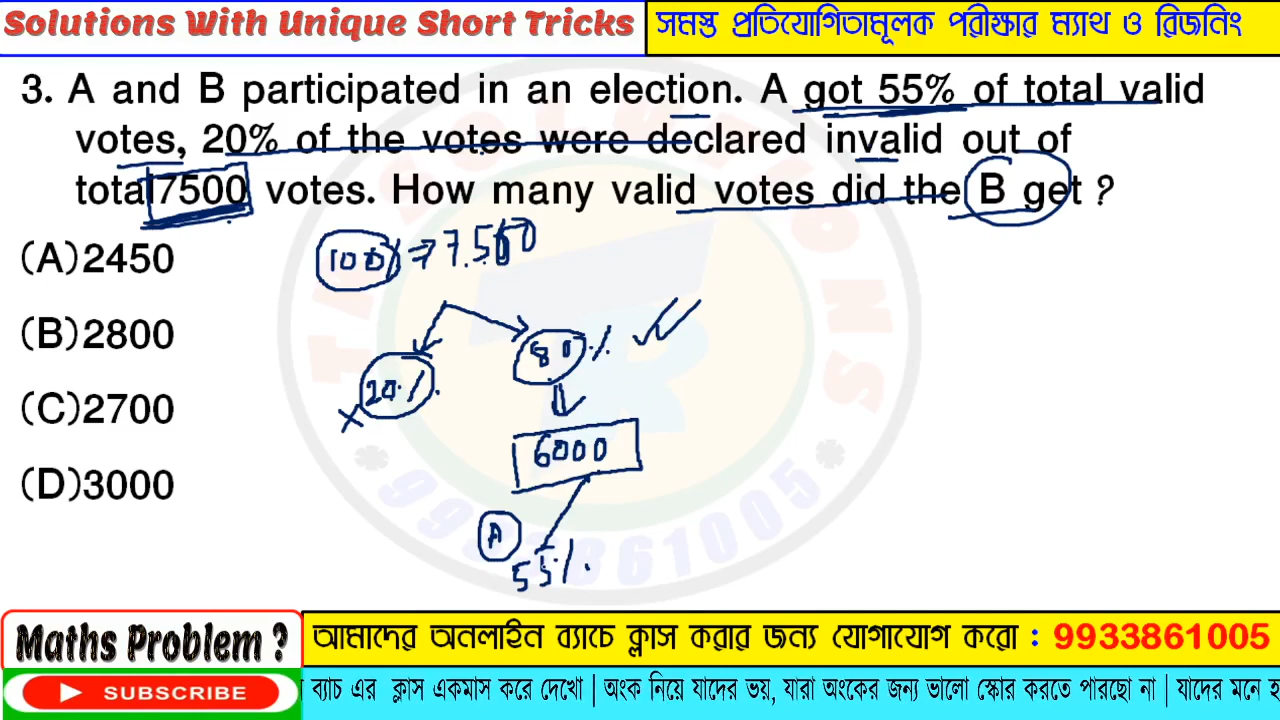 Solutions With Unique Short Tricks
সমস্ত প্রতিযোগিতামূলক পরীক্ষার ম্যাথ ও রিজনিং
3. A and B participated in an election. A got 55% of total valid
votes, 20% of the votes were declared invalid out of
total 7500 votes. How many valid votes did the B get ?
(A)2450
100% ⇒ 7500
(B)2800
80%
20%
(C)2700
6000
(D)3000
A
55%
Maths Problem ?
আমাদের অনলাইন ব্যাচে ক্লাস করার জন্য যোগাযোগ করো : 9933861005
SUBSCRIBE
ব্যাচ এর ক্লাস একমাস করে দেখো | অংক নিয়ে যাদের ভয়, যারা অংকের জন্য ভালো স্কোর করতে পারছো না | যাদের মনে